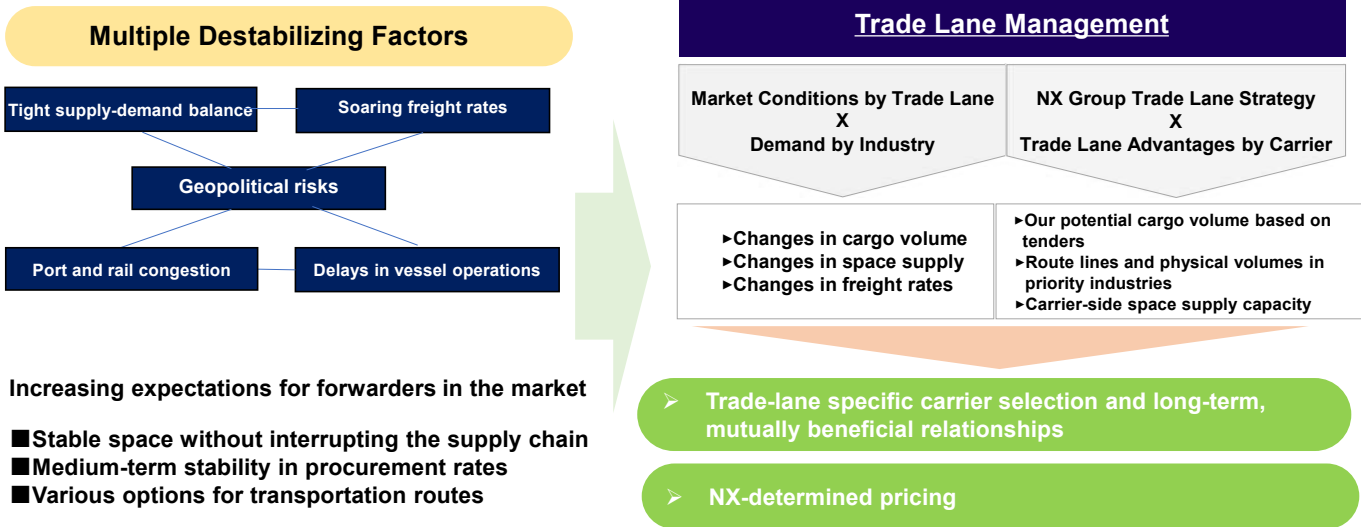 Multiple Destabilizing Factors
Tight supply-demand balance
Soaring freight rates
Geopolitical risks
Port and rail congestion
Delays in vessel operations
Increasing expectations for forwarders in the market
■Stable space without interrupting the supply chain
■Medium-term stability in procurement rates
■Various options for transportation routes
Trade Lane Management
Market Conditions by Trade Lane
X
Demand by Industry
NX Group Trade Lane Strategy
X
Trade Lane Advantages by Carrier
►Changes in cargo volume
►Changes in space supply
►Changes in freight rates
►Our potential cargo volume based on
tenders
►Route lines and physical volumes in
priority industries
►Carrier-side space supply capacity
➢ Trade-lane specific carrier selection and long-term,
mutually beneficial relationships
➢ NX-determined pricing